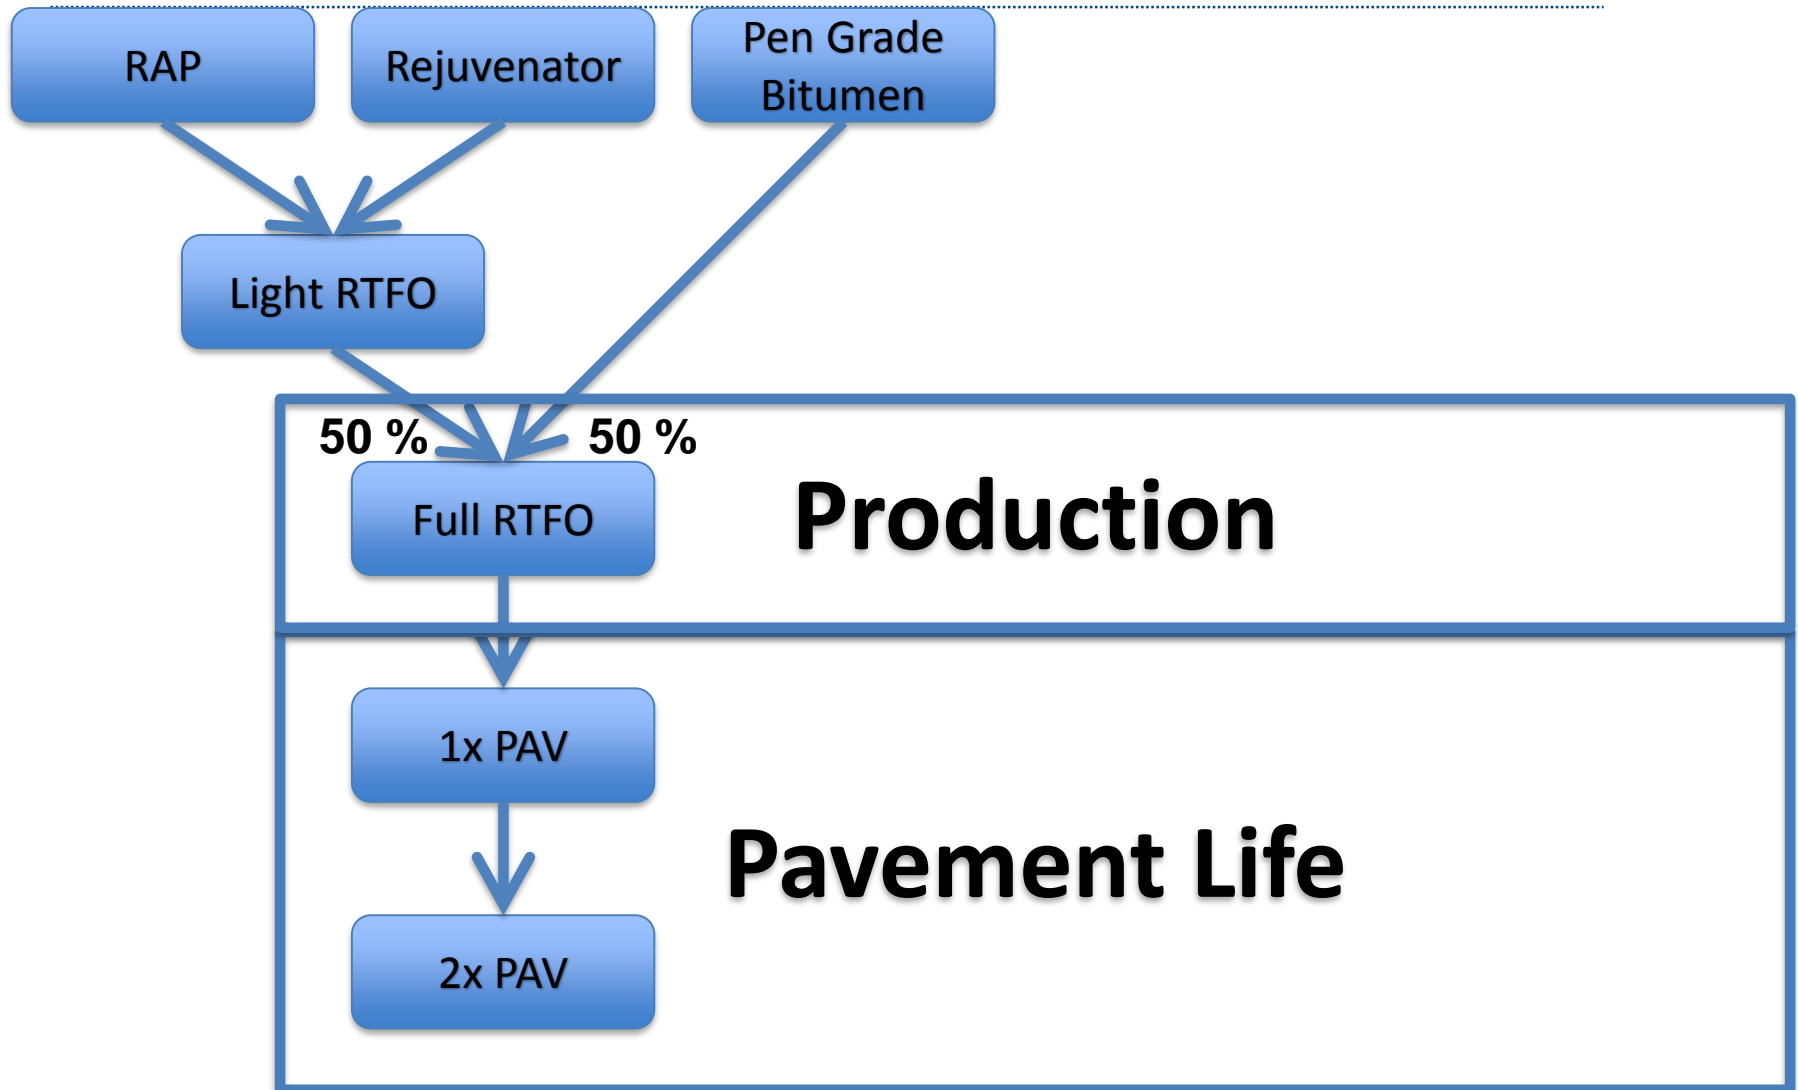 RAP
Rejuvenator
Pen Grade
Bitumen
Light RTFO
50 %
50 %
Full RTFO
Production
1x PAV
Pavement Life
2x PAV